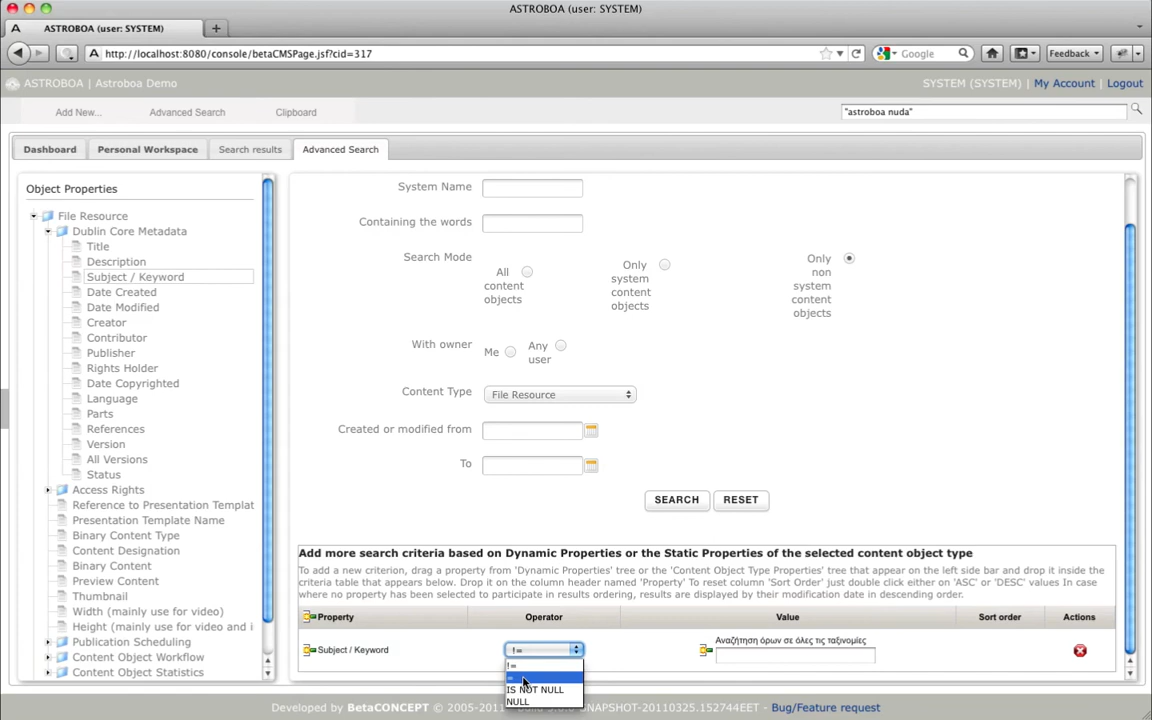 ASTROBOA (user: SYSTEM)
A ASTROBOA (user: SYSTEM) +
A http://localhost:8080/console/betaCMSPage.jsf?cid=317
Google
Feedback
ASTROBOA | Astroboa Demo
SYSTEM (SYSTEM) | My Account | Logout
Add New... Advanced Search Clipboard
"astroboa nuda"
Dashboard Personal Workspace Search results Advanced Search
Object Properties
File Resource
Dublin Core Metadata
Title
Description
Subject / Keyword
Date Created
Date Modified
Creator
Contributor
Publisher
Rights Holder
Date Copyrighted
Language
Parts
References
Version
All Versions
Status
Access Rights
Reference to Presentation Templat
Presentation Template Name
Binary Content Type
Content Designation
Binary Content
Preview Content
Thumbnail
Width (mainly use for video)
Height (mainly use for video and i
Publication Scheduling
Content Object Workflow
Content Object Statistics
System Name
Containing the words
Search Mode
All content objects
Only system content objects
Only non system content objects
With owner
Me
Any user
Content Type File Resource
Created or modified from
To
SEARCH RESET
Add more search criteria based on Dynamic Properties or the Static Properties of the selected content object type
To add a new criterion, drag a property from 'Dynamic Properties' tree or the 'Content Object Type Properties' tree that appear on the left side bar and drop it inside the
criteria table that appears below. Drop it on the column header named 'Property' To reset column 'Sort Order' just double click either on 'ASC' or 'DESC' values In case
where no property has been selected to participate in results ordering, results are displayed by their modification date in descending order.
Property Operator Value Sort order Actions
Subject / Keyword != Αναζήτηση όρων σε όλες τις ταξινομίες
!=
=
IS NOT NULL
NULL
Developed by BetaCONCEPT © 2005-201
SNAPSHOT-20110325.152744EET - Bug/Feature request